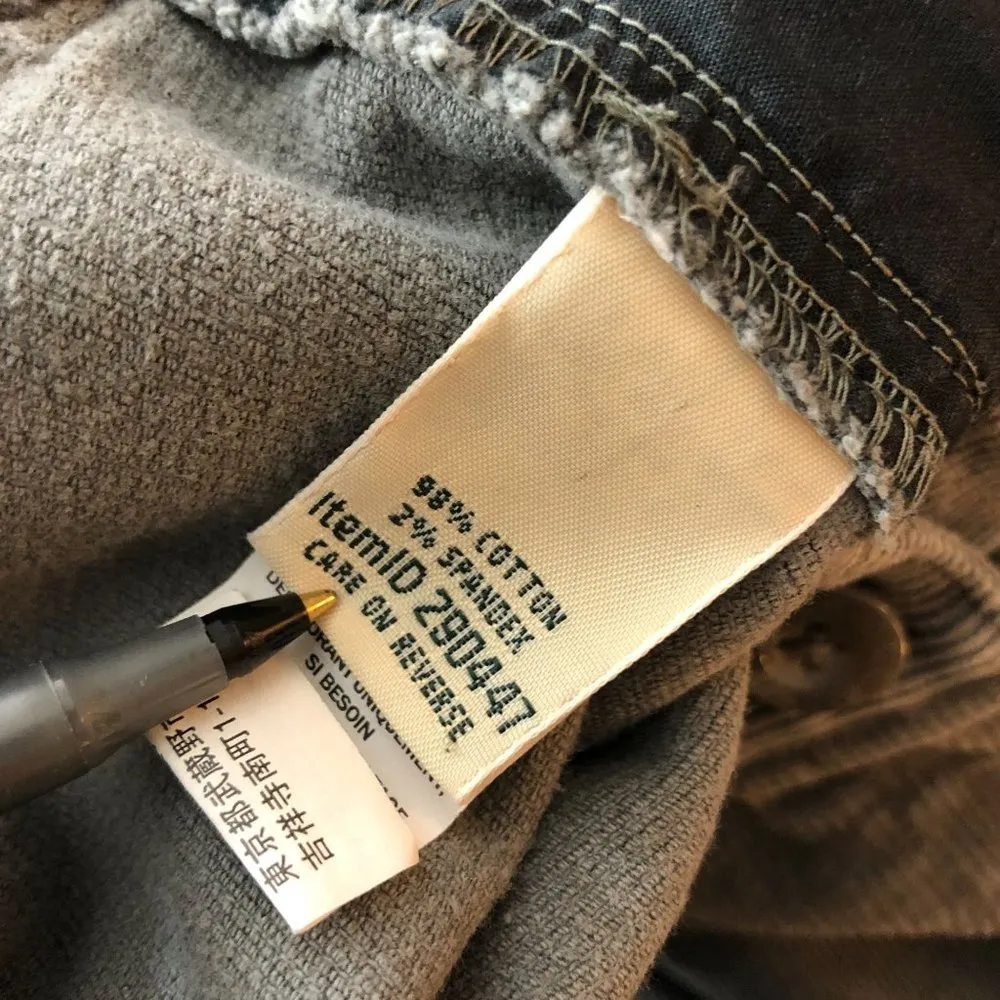 98% COTTON
2% SPANDEX
ItemID 290447
CARE ON REVERSE
SI BESOIN
東京都武蔵野市
吉祥寺南町1-1